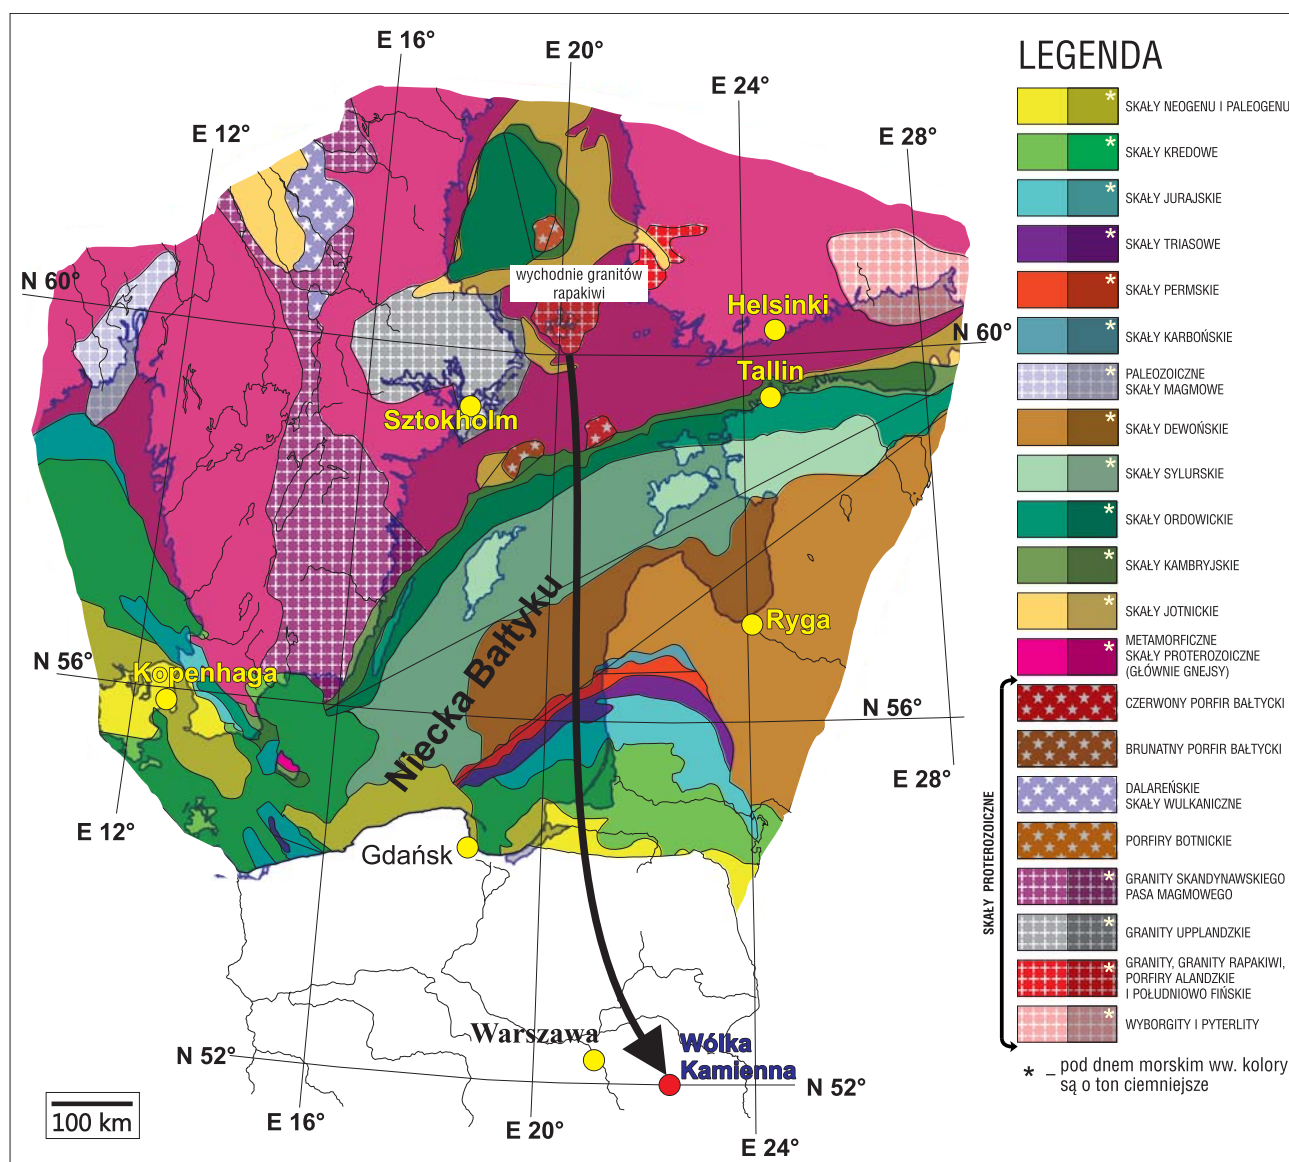 E 16°
E 20°
E 24°
E 12°
E 28°
N 60°
wychodnie granitów
rapakiwi
Helsinki
N 60°
Tallin
Sztokholm
Niecka Bałtyku
Ryga
N 56°
Kopenhaga
N 56°
E 28°
E 12°
Gdańsk
Warszawa
Wólka
Kamienna
N 52°
N 52°
E 16°
E 20°
E 24°
100 km
LEGENDA
* SKAŁY NEOGENU I PALEOGENU
* SKAŁY KREDOWE
* SKAŁY JURAJSKIE
* SKAŁY TRIASOWE
* SKAŁY PERMSKIE
* SKAŁY KARBOŃSKIE
* PALEOZOICZNE
SKAŁY MAGMOWE
* SKAŁY DEWOŃSKIE
* SKAŁY SYLURSKIE
* SKAŁY ORDOWICKIE
* SKAŁY KAMBRYJSKIE
* SKAŁY JOTNICKIE
* METAMORFICZNE
SKAŁY PROTEROZOICZNE
(GŁÓWNIE GNEJSY)
SKAŁY PROTEROZOICZNE
CZERWONY PORFIR BAŁTYCKI
BRUNATNY PORFIR BAŁTYCKI
DALAREŃSKIE
SKAŁY WULKANICZNE
PORFIRY BOTNICKIE
* GRANITY SKANDYNAWSKIEGO
PASA MAGMOWEGO
* GRANITY UPPLANDZKIE
* GRANITY, GRANITY RAPAKIWI,
PORFIRY ALANDZKIE
I POŁUDNIOWO FIŃSKIE
* WYBORGITY I PYTERLITY
* – pod dnem morskim ww. kolory
są o ton ciemniejsze